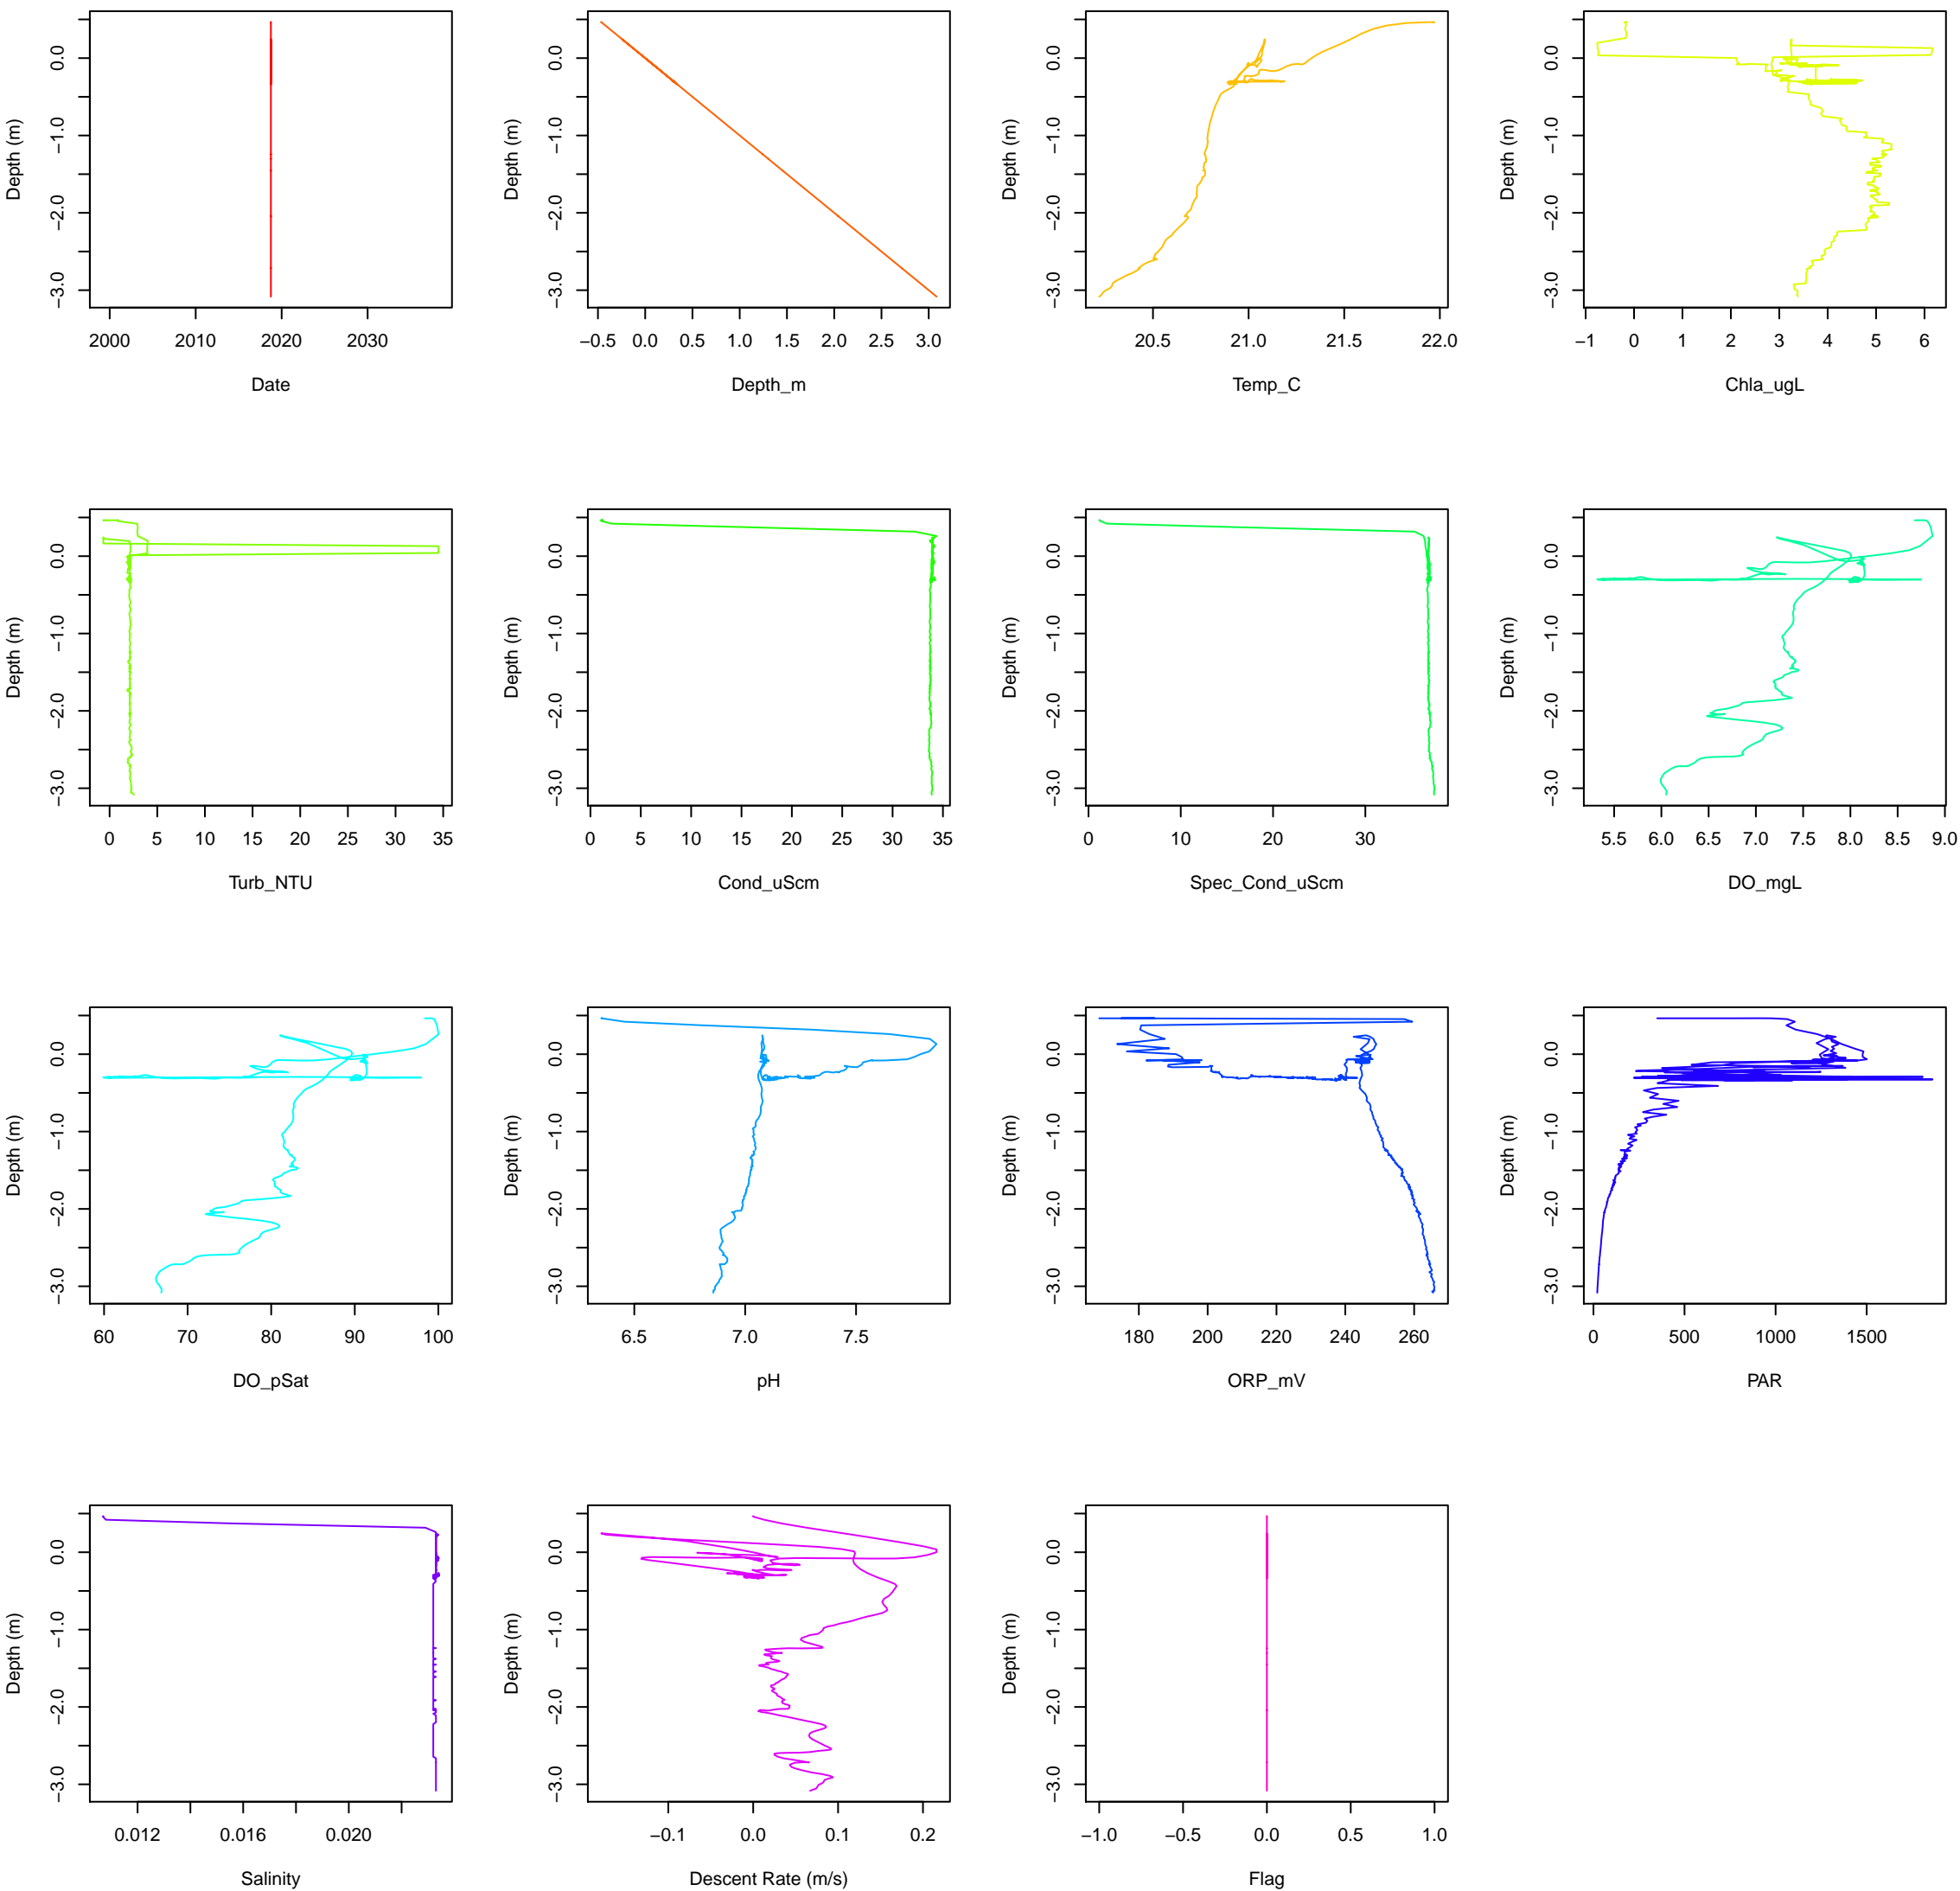 Depth (m)
0.0
−1.0
−2.0
−3.0
2000 2010 2020 2030
Date
Depth (m)
0.0
−1.0
−2.0
−3.0
−0.5 0.0 0.5 1.0 1.5 2.0 2.5 3.0
Depth_m
Depth (m)
0.0
−1.0
−2.0
−3.0
20.5 21.0 21.5 22.0
Temp_C
Depth (m)
0.0
−1.0
−2.0
−3.0
−1 0 1 2 3 4 5 6
Chla_ugL
Depth (m)
0.0
−1.0
−2.0
−3.0
0 5 10 15 20 25 30 35
Turb_NTU
Depth (m)
0.0
−1.0
−2.0
−3.0
0 5 10 15 20 25 30 35
Cond_uScm
Depth (m)
0.0
−1.0
−2.0
−3.0
0 10 20 30
Spec_Cond_uScm
Depth (m)
0.0
−1.0
−2.0
−3.0
5.5 6.0 6.5 7.0 7.5 8.0 8.5 9.0
DO_mgL
Depth (m)
0.0
−1.0
−2.0
−3.0
60 70 80 90 100
DO_pSat
Depth (m)
0.0
−1.0
−2.0
−3.0
6.5 7.0 7.5
pH
Depth (m)
0.0
−1.0
−2.0
−3.0
180 200 220 240 260
ORP_mV
Depth (m)
0.0
−1.0
−2.0
−3.0
0 500 1000 1500
PAR
Depth (m)
0.0
−1.0
−2.0
−3.0
0.012 0.016 0.020
Salinity
Depth (m)
0.0
−1.0
−2.0
−3.0
−0.1 0.0 0.1 0.2
Descent Rate (m/s)
Depth (m)
0.0
−1.0
−2.0
−3.0
−1.0 −0.5 0.0 0.5 1.0
Flag